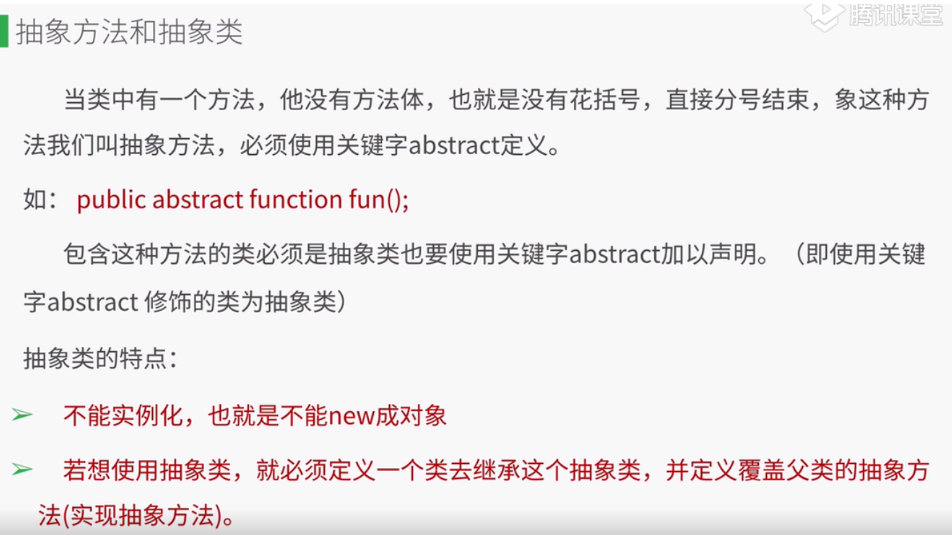 腾讯课堂
抽象方法和抽象类
当类中有一个方法，他没有方法体，也就是没有花括号，直接分号结束，象这种方
法我们叫抽象方法，必须使用关键字abstract定义。
如： public abstract function fun();
包含这种方法的类必须是抽象类也要使用关键字abstract加以声明。（即使用关键
字abstract 修饰的类为抽象类）
抽象类的特点：
➢ 不能实例化，也就是不能new成对象
➢ 若想使用抽象类，就必须定义一个类去继承这个抽象类，并定义覆盖父类的抽象方
法(实现抽象方法)。